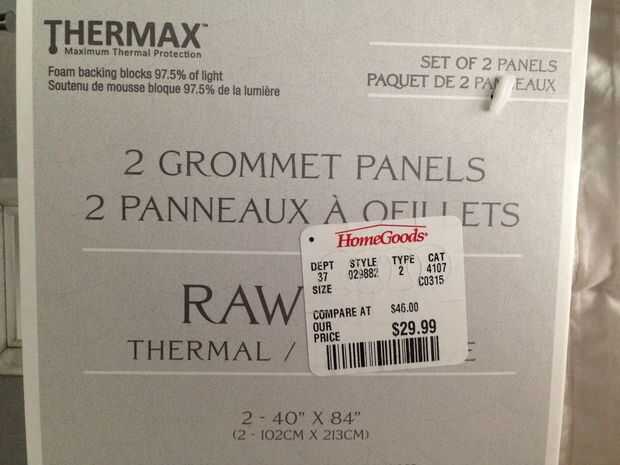 THERMAX™
Maximum Thermal Protection
Foam backing blocks 97.5% of light
Soutenu de mousse bloque 97.5% de la lumière
SET OF 2 PANELS
PAQUET DE 2 PANNEAUX
2 GROMMET PANELS
2 PANNEAUX À OEILLETS
HomeGoods
DEPT STYLE TYPE CAT
37 029882 2 4107
SIZE C0315
COMPARE AT $46.00
OUR PRICE $29.99
RAW
THERMAL /
2 - 40" X 84"
(2 - 102CM X 213CM)